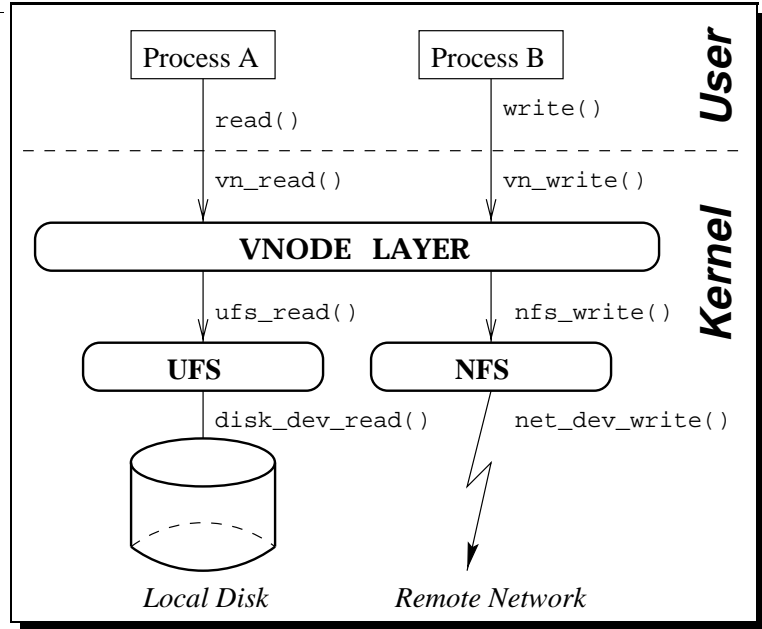 Process A
Process B
User
read()
write()
vn_read()
vn_write()
VNODE LAYER
Kernel
ufs_read()
nfs_write()
UFS
NFS
disk_dev_read()
net_dev_write()
Local Disk
Remote Network